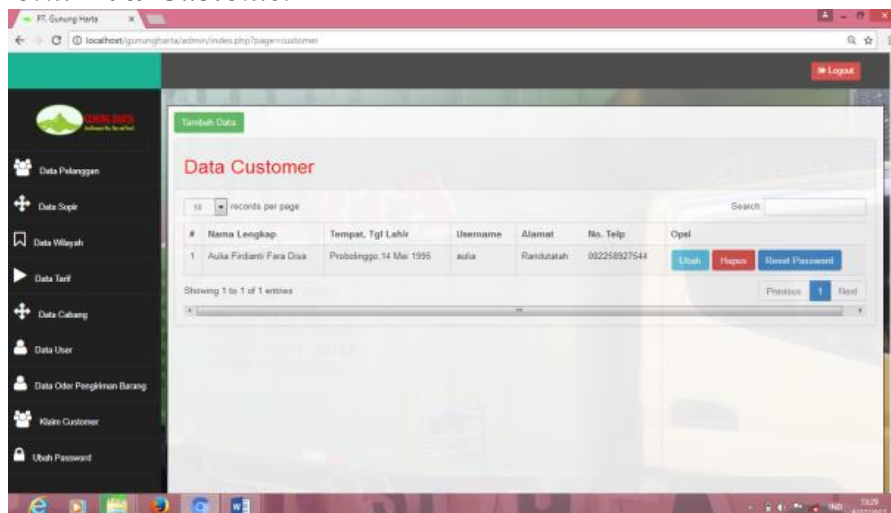 PT. Gunung Harta
localhost/gunungharta/admin/index.php?page=customer
Logout
Tambah Data
Data Customer
10 records per page
Search:
# Nama Lengkap Tempat, Tgl Lahir Username Alamat No. Telp Opsi
1 Aulia Firdianti Fara Disa Probolinggo, 14 Mei 1995 aulia Randutatah 082258927544 Ubah Hapus Reset Password
Showing 1 to 1 of 1 entries
Previous 1 Next
Data Pelanggan
Data Sopir
Data Wilayah
Data Tarif
Data Cabang
Data User
Data Oder Pengiriman Barang
Klaim Customer
Ubah Password
IND